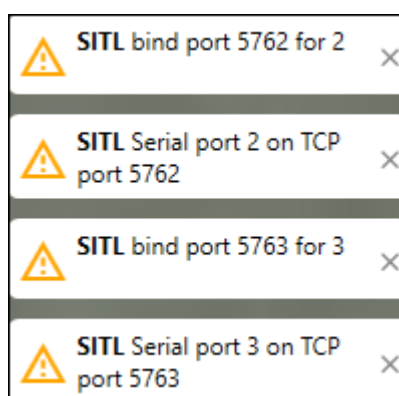 SITL bind port 5762 for 2
SITL Serial port 2 on TCP
port 5762
SITL bind port 5763 for 3
SITL Serial port 3 on TCP
port 5763